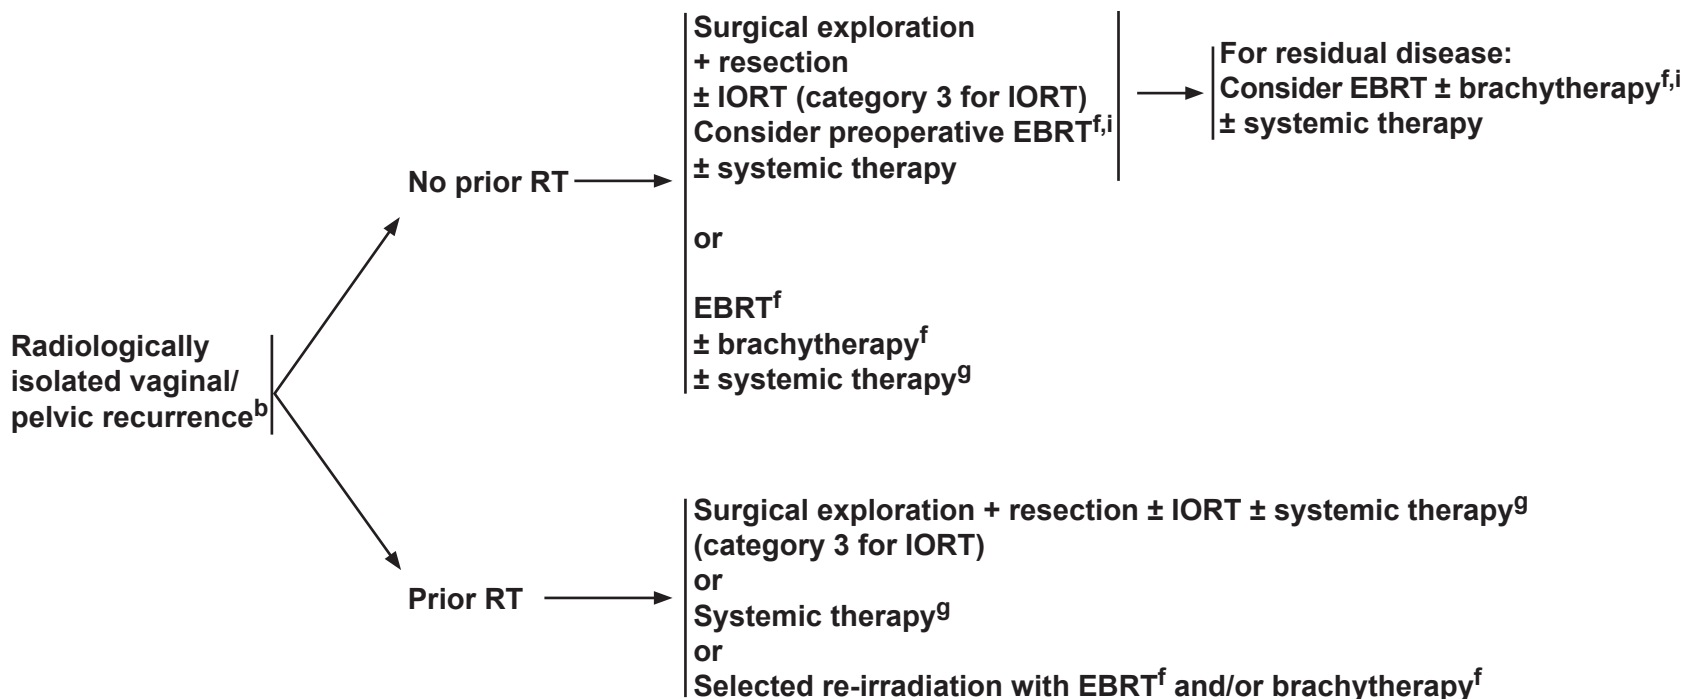 Radiologically
isolated vaginal/
pelvic recurrenceᵇ
No prior RT
Surgical exploration
+ resection
± IORT (category 3 for IORT)
Consider preoperative EBRTᶠ,ⁱ
± systemic therapy
or
EBRTᶠ
± brachytherapyᶠ
± systemic therapyᵍ
For residual disease:
Consider EBRT ± brachytherapyᶠ,ⁱ
± systemic therapy
Prior RT
Surgical exploration + resection ± IORT ± systemic therapyᵍ
(category 3 for IORT)
or
Systemic therapyᵍ
or
Selected re-irradiation with EBRTᶠ and/or brachytherapyᶠ